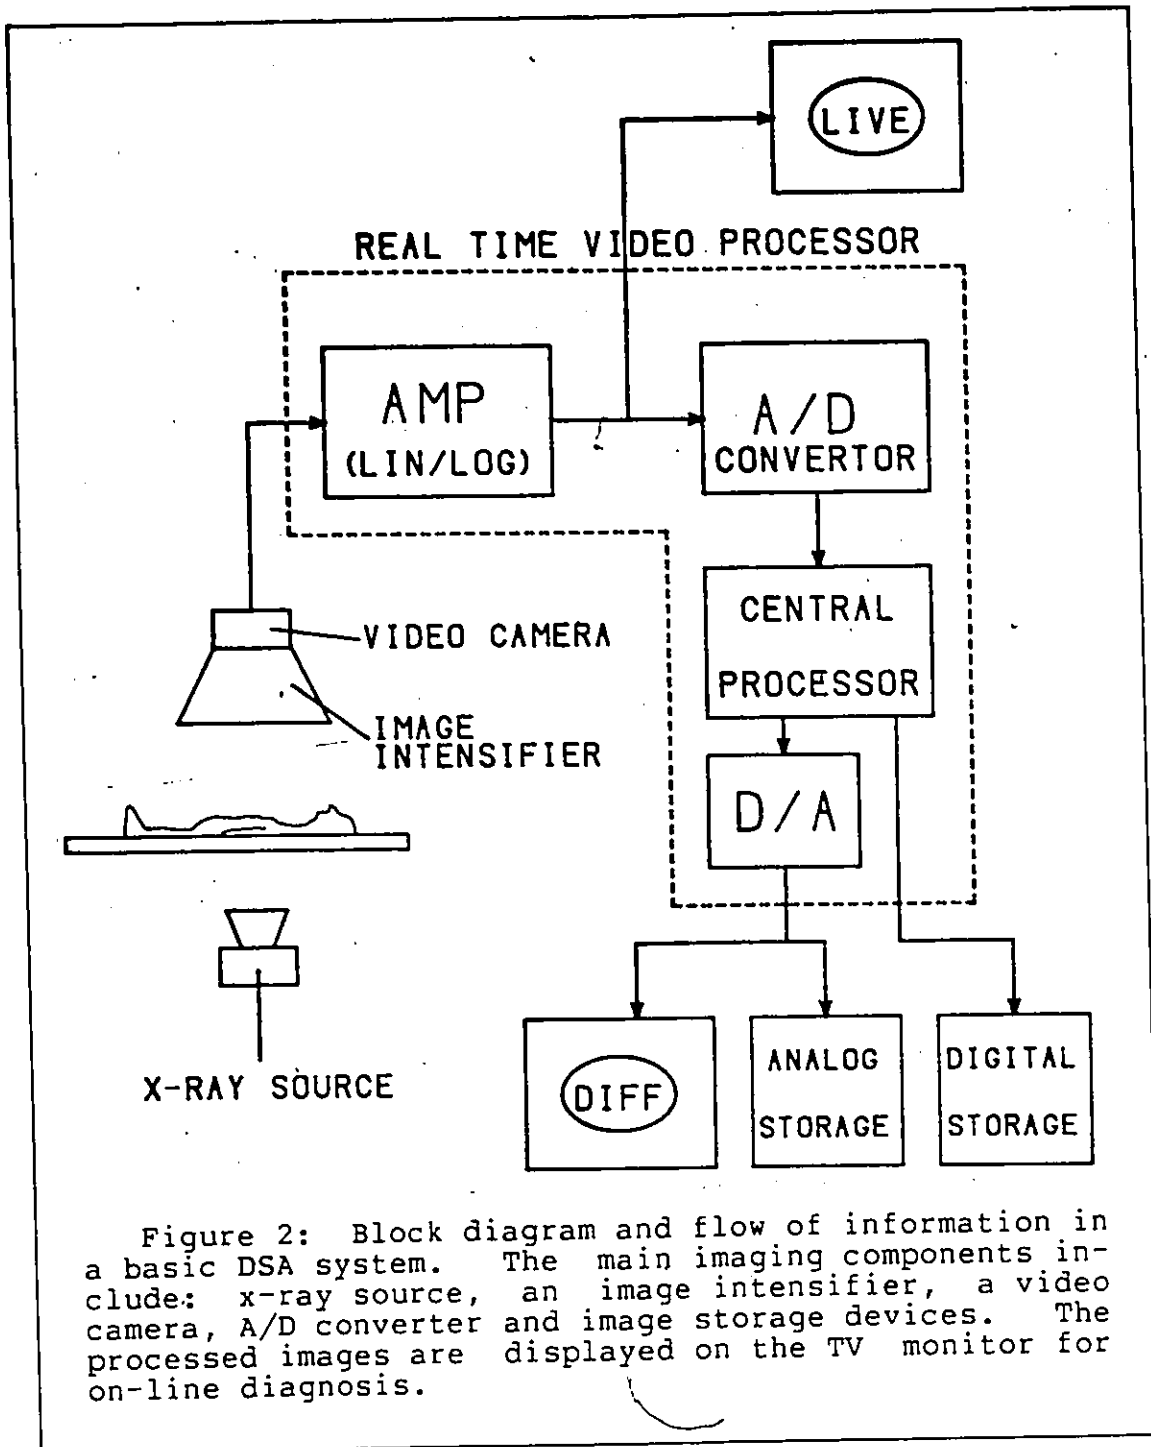 LIVE
REAL TIME VIDEO PROCESSOR
AMP
(LIN/LOG)
A/D
CONVERTOR
CENTRAL
PROCESSOR
VIDEO CAMERA
IMAGE
INTENSIFIER
D/A
X-RAY SOURCE
DIFF
ANALOG
STORAGE
DIGITAL
STORAGE
Figure 2: Block diagram and flow of information in
a basic DSA system. The main imaging components in-
clude: x-ray source, an image intensifier, a video
camera, A/D converter and image storage devices. The
processed images are displayed on the TV monitor for
on-line diagnosis.